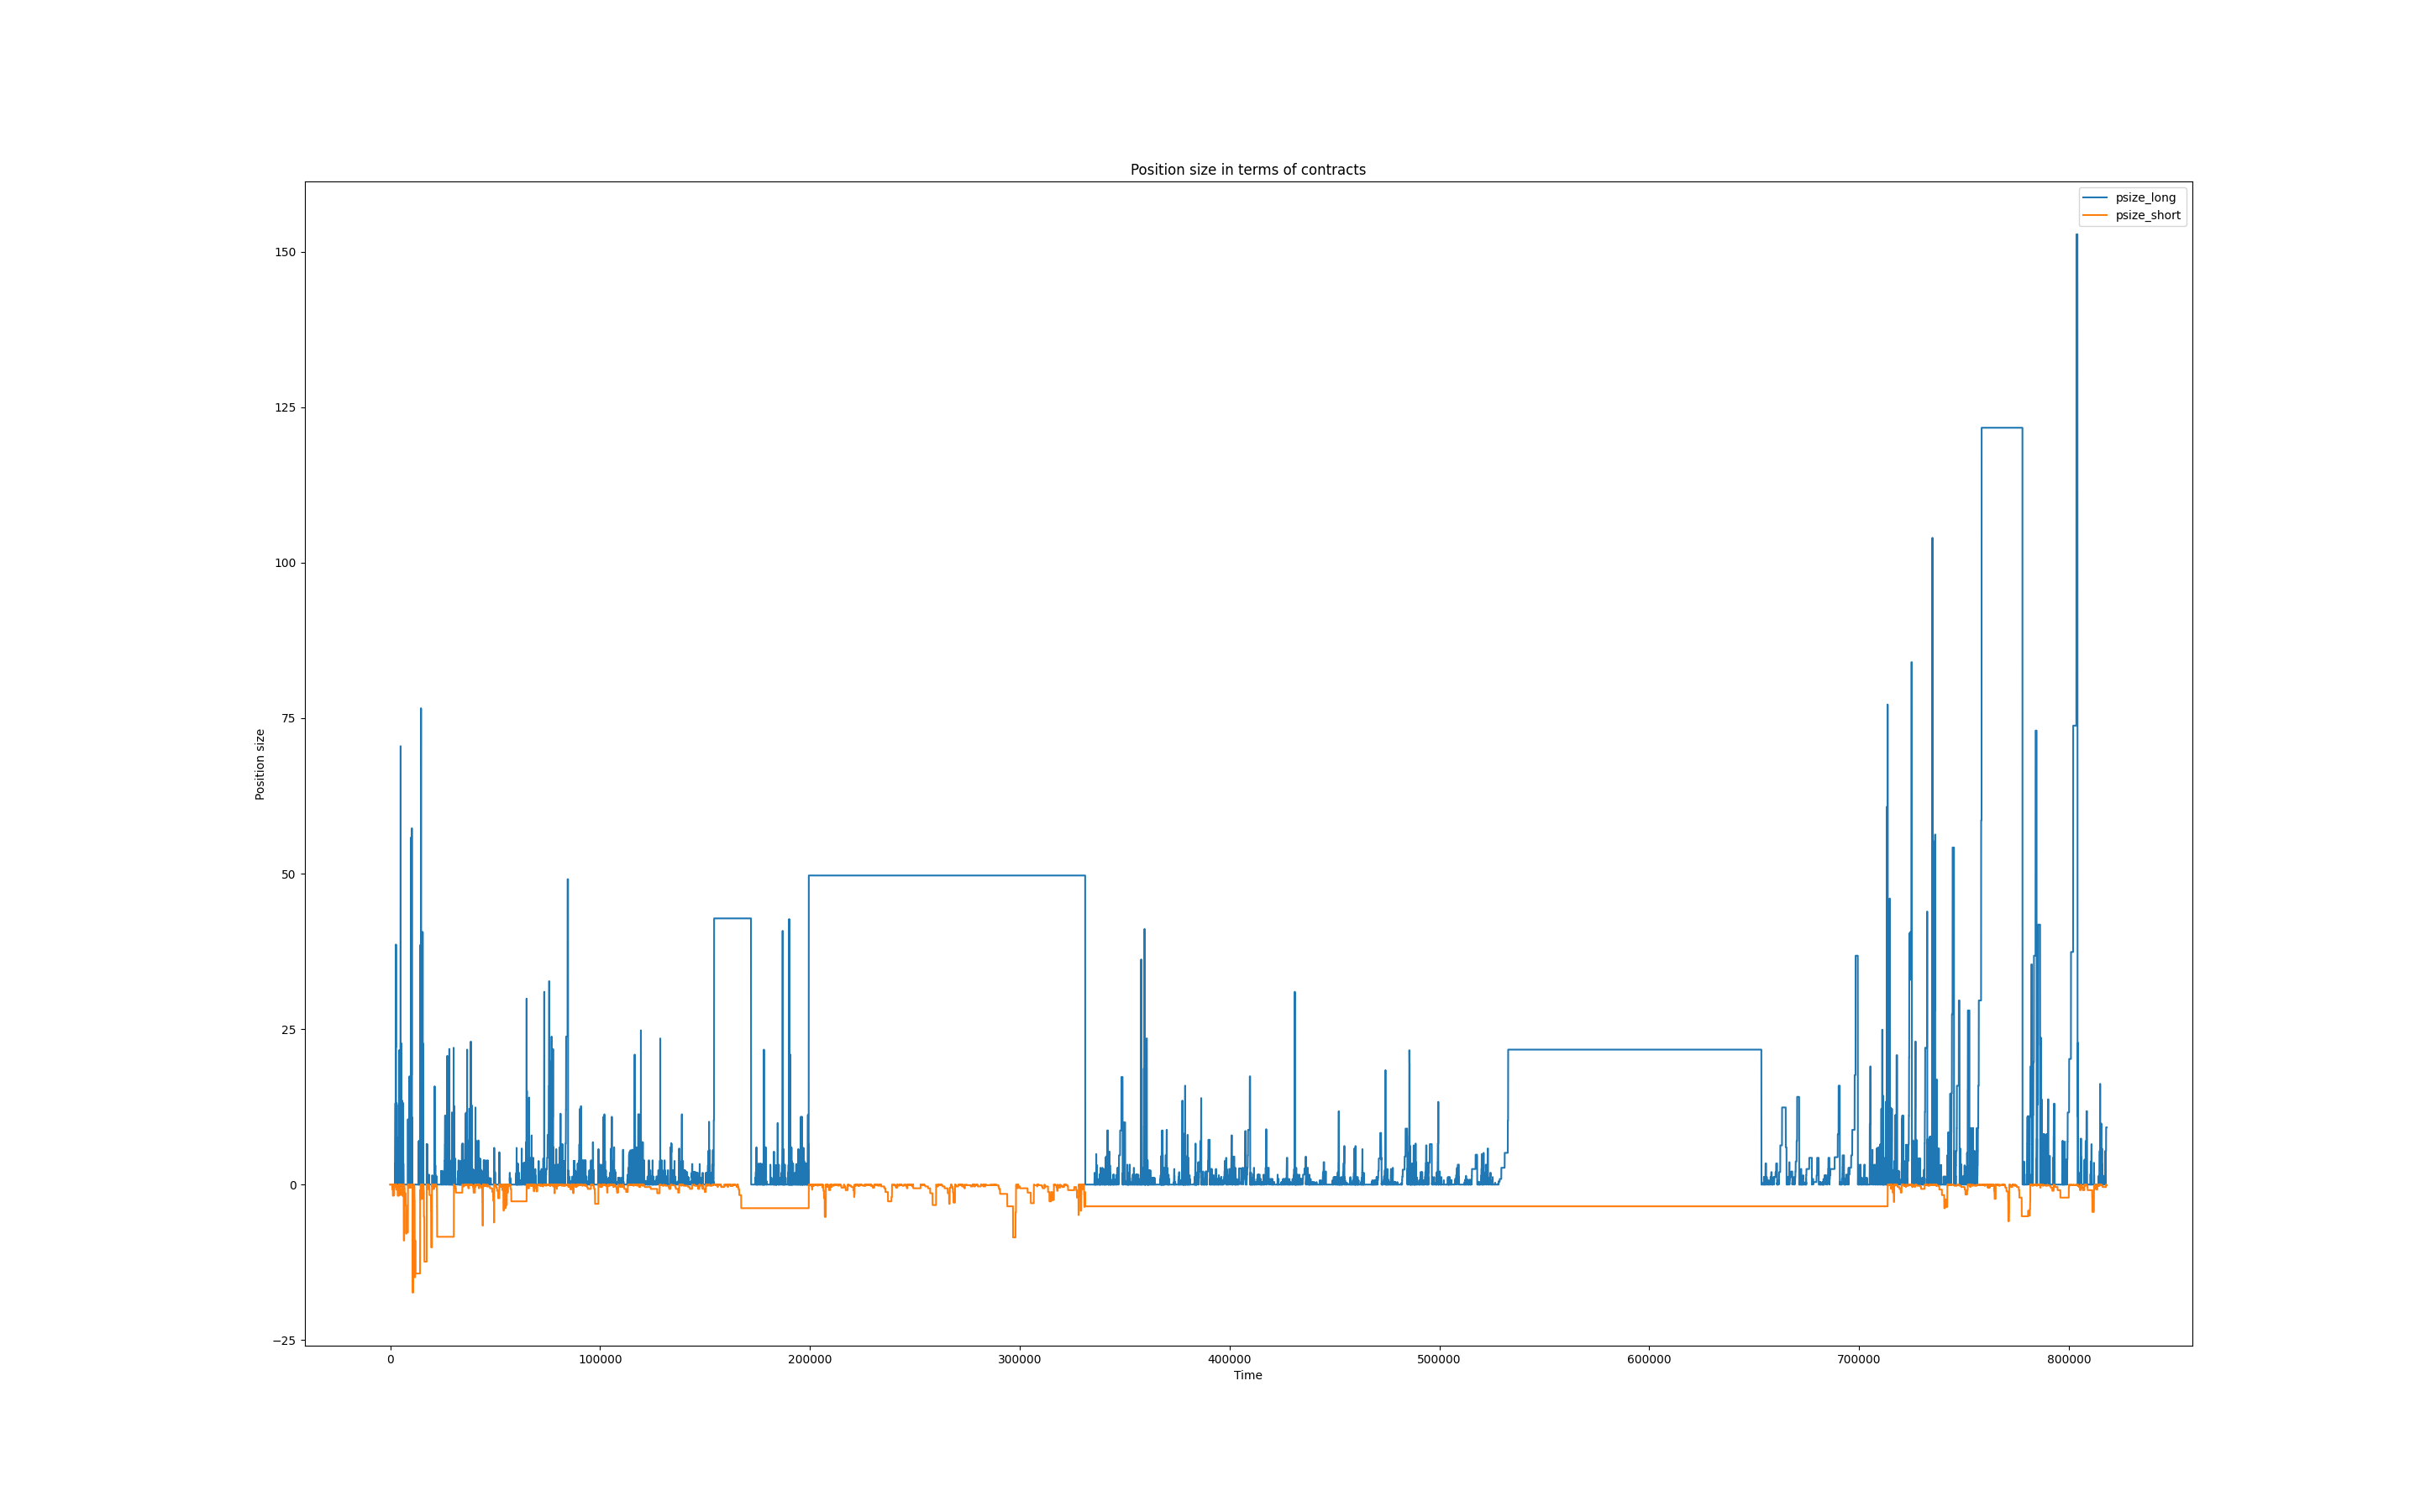 Position size in terms of contracts
psize_long
psize_short
150
125
100
75
50
25
0
−25
Position size
0 100000 200000 300000 400000 500000 600000 700000 800000
Time